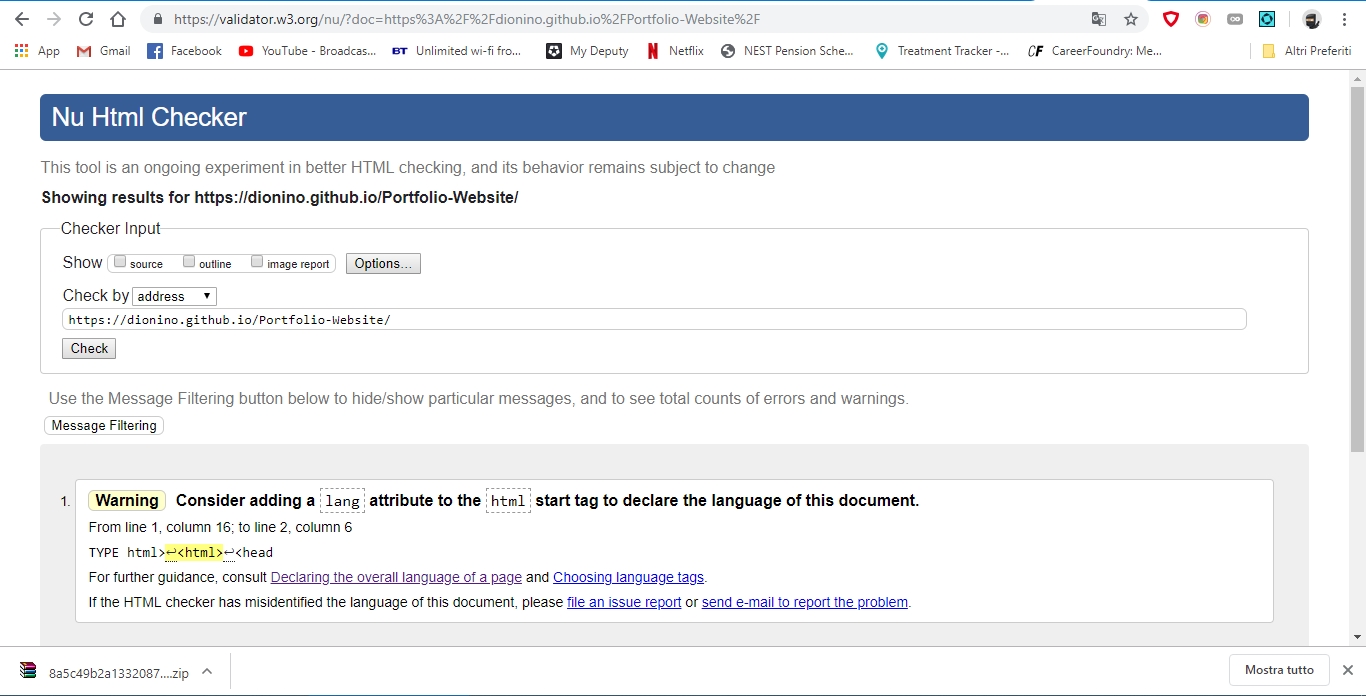 https://validator.w3.org/nu/?doc=https%3A%2F%2Fdionino.github.io%2FPortfolio-Website%2F
App Gmail Facebook YouTube - Broadcas... BT Unlimited wi-fi fro... My Deputy Netflix NEST Pension Sche... Treatment Tracker -... CF CareerFoundry: Me... Altri Preferiti
Nu Html Checker
This tool is an ongoing experiment in better HTML checking, and its behavior remains subject to change
Showing results for https://dionino.github.io/Portfolio-Website/
Checker Input
Show source outline image report Options...
Check by address
https://dionino.github.io/Portfolio-Website/
Check
Use the Message Filtering button below to hide/show particular messages, and to see total counts of errors and warnings.
Message Filtering
1. Warning Consider adding a lang attribute to the html start tag to declare the language of this document.
From line 1, column 16; to line 2, column 6
TYPE html>↩<html>↩<head
For further guidance, consult Declaring the overall language of a page and Choosing language tags.
If the HTML checker has misidentified the language of this document, please file an issue report or send e-mail to report the problem.
8a5c49b2a1332087....zip Mostra tutto